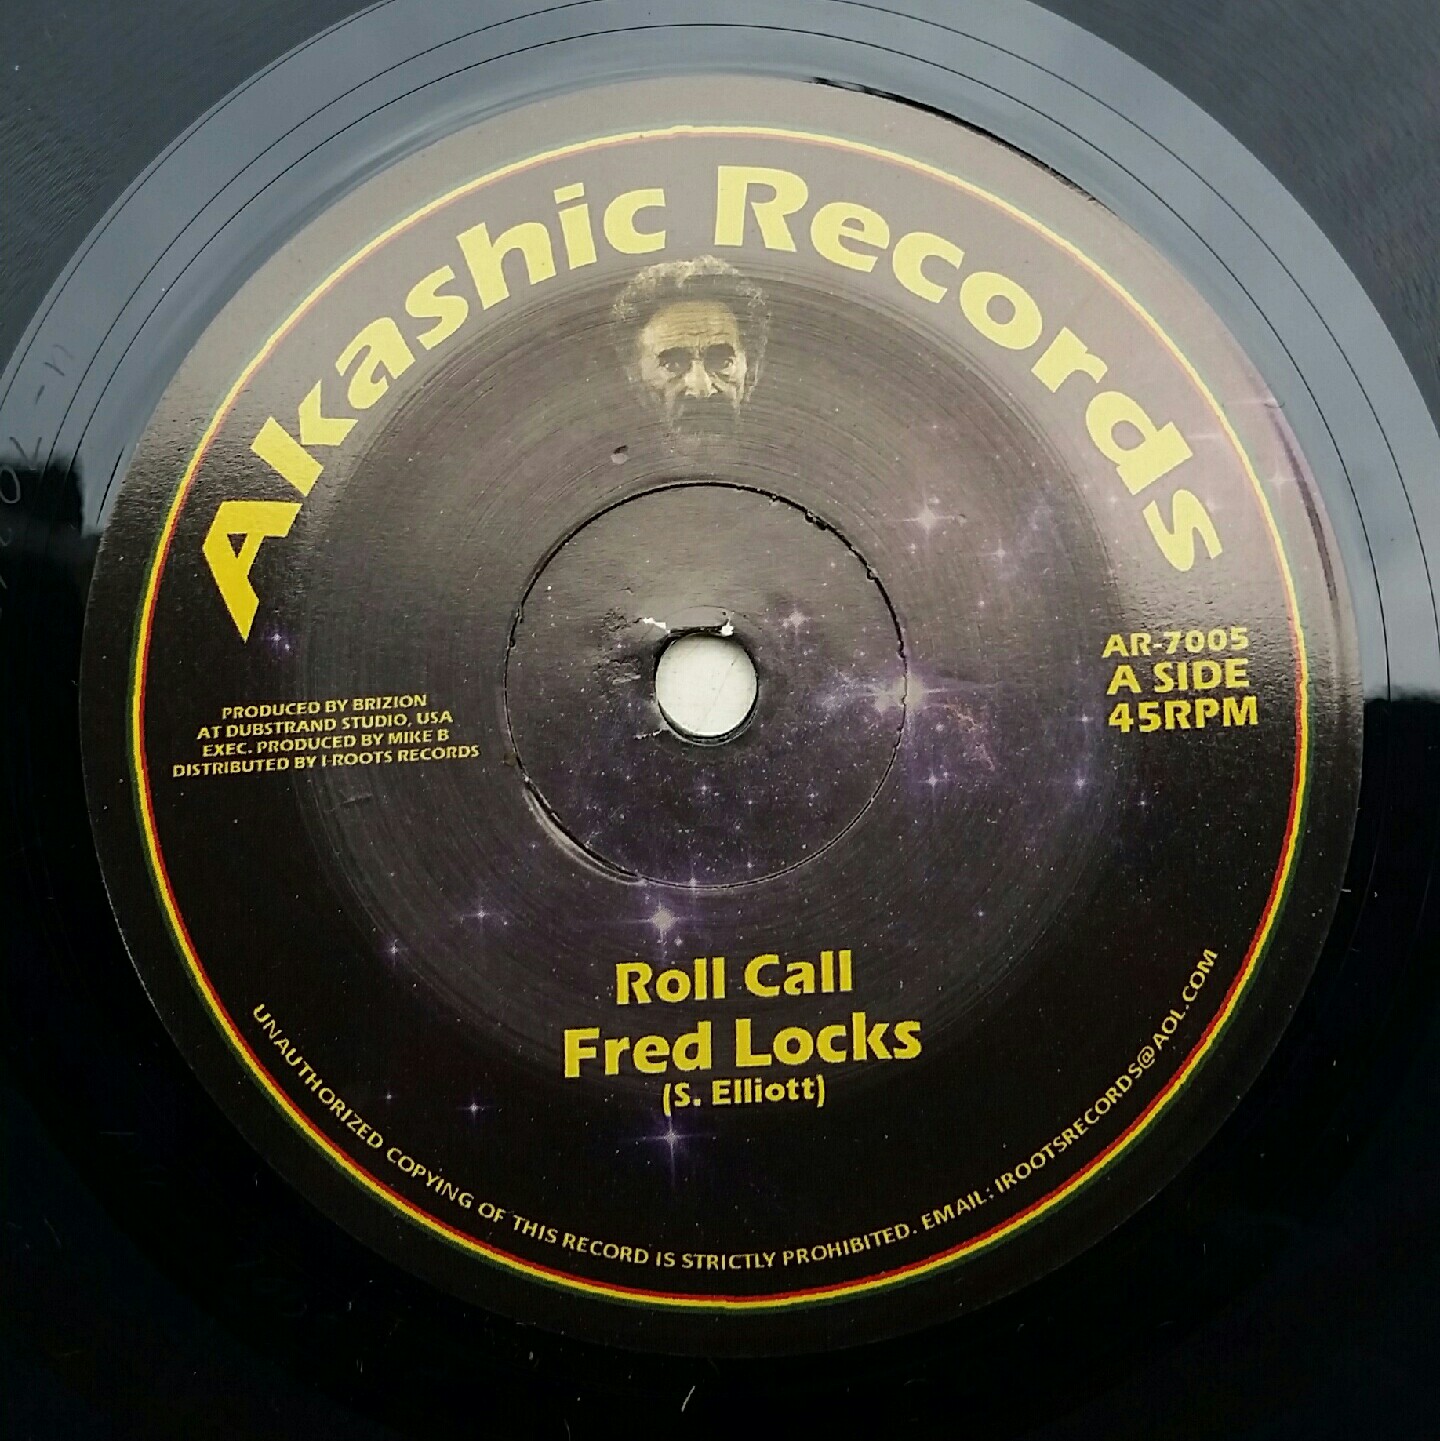 Akashic Records
AR-7005
A SIDE
45RPM
PRODUCED BY BRIZION
AT DUBSTRAND STUDIO, USA
EXEC. PRODUCED BY MIKE B
DISTRIBUTED BY I-ROOTS RECORDS
Roll Call
Fred Locks
(S. Elliott)
UNAUTHORIZED COPYING OF THIS RECORD IS STRICTLY PROHIBITED. EMAIL: IROOTSRECORDS@AOL.COM